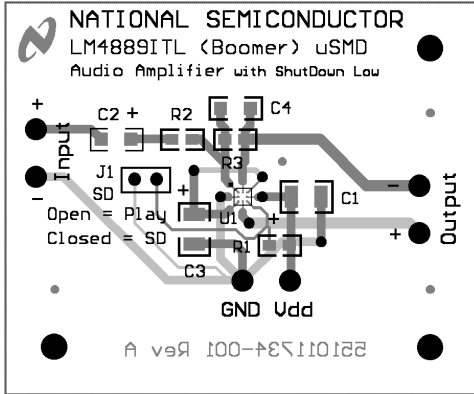 NATIONAL SEMICONDUCTOR
LM4889ITL (Boomer) uSMD
Audio Amplifier with ShutDown Low
+
C2 +
R2
C4
Input
R3
J1
SD
-
+
U1
+
C1
-
Open = Play
Closed = SD
R1
+
Output
C3
GND Vdd
551011734-001 Rev A